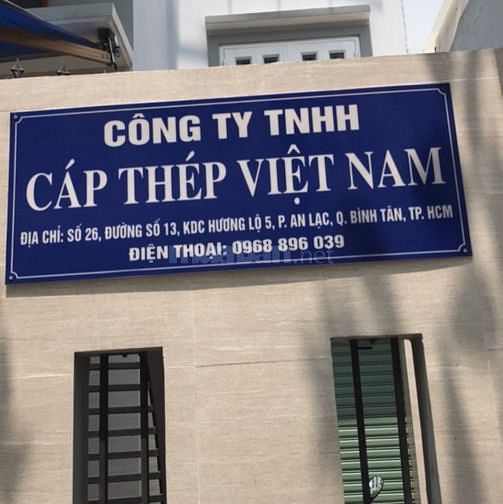 CÔNG TY TNHH
CÁP THÉP VIỆT NAM
ĐỊA CHỈ: SỐ 26, ĐƯỜNG SỐ 13, KDC HƯƠNG LỘ 5, P. AN LẠC, Q. BÌNH TÂN, TP. HCM
ĐIỆN THOẠI: 0968 896 039